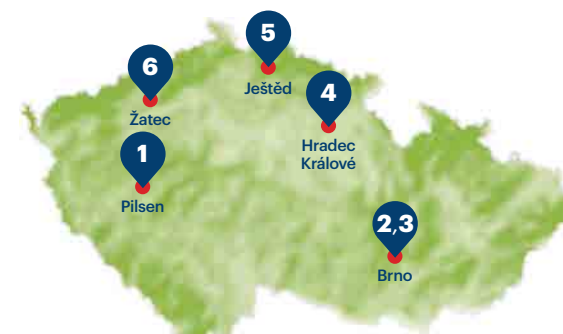 5
Ještěd
6
Žatec
4
Hradec
Králové
1
Pilsen
2,3
Brno